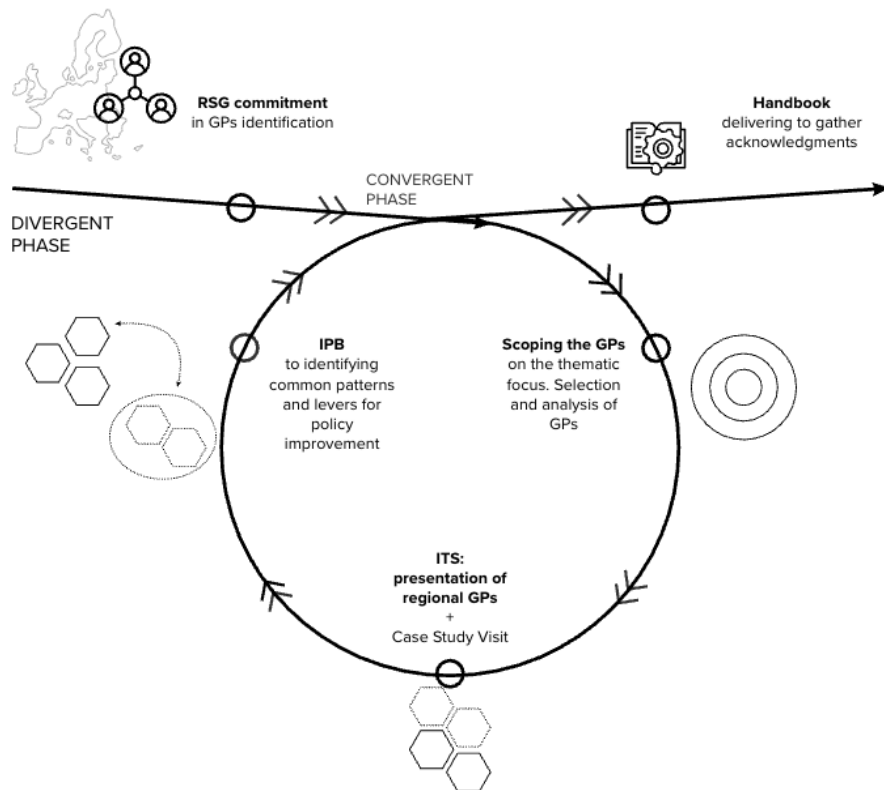 RSG commitment
in GPs identification
Handbook
delivering to gather
acknowledgments
CONVERGENT
PHASE
DIVERGENT
PHASE
IPB
to identifying
common patterns
and levers for
policy
improvement
Scoping the GPs
on the thematic
focus. Selection
and analysis of
GPs
ITS:
presentation of
regional GPs
+
Case Study Visit